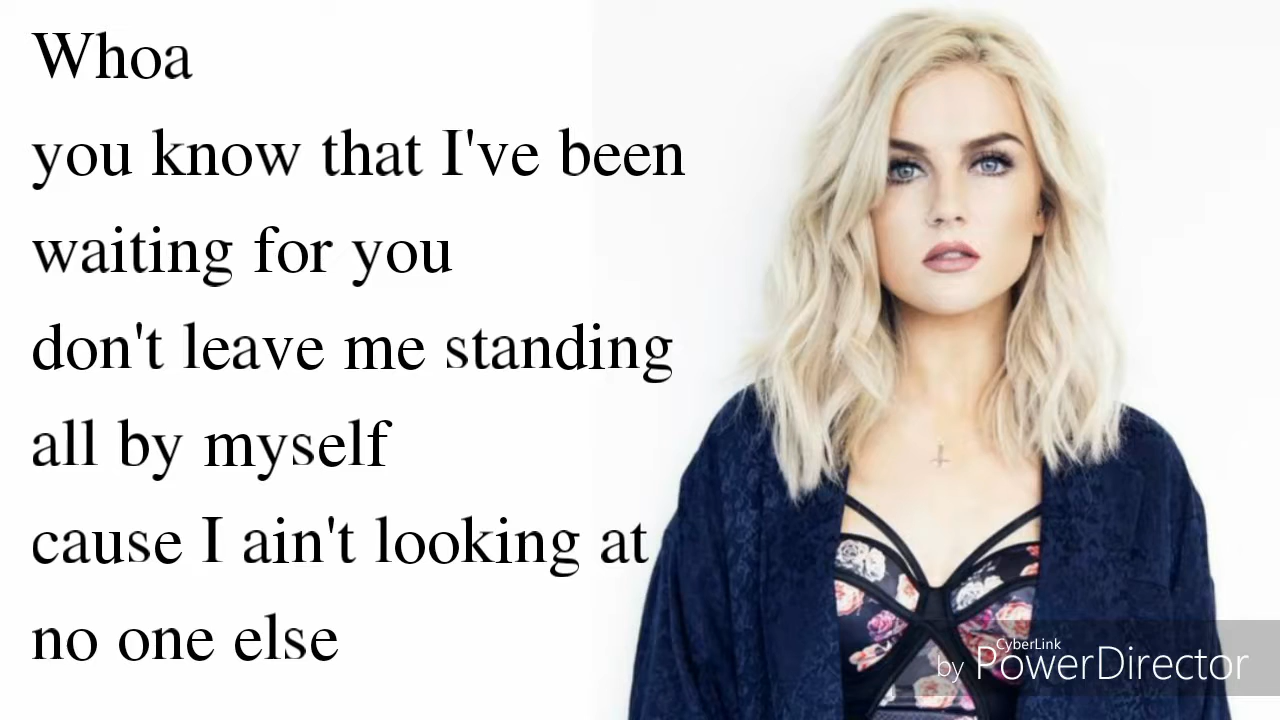 Whoa
you know that I've been
waiting for you
don't leave me standing
all by myself
cause I ain't looking at
no one else
CyberLink
by PowerDirector